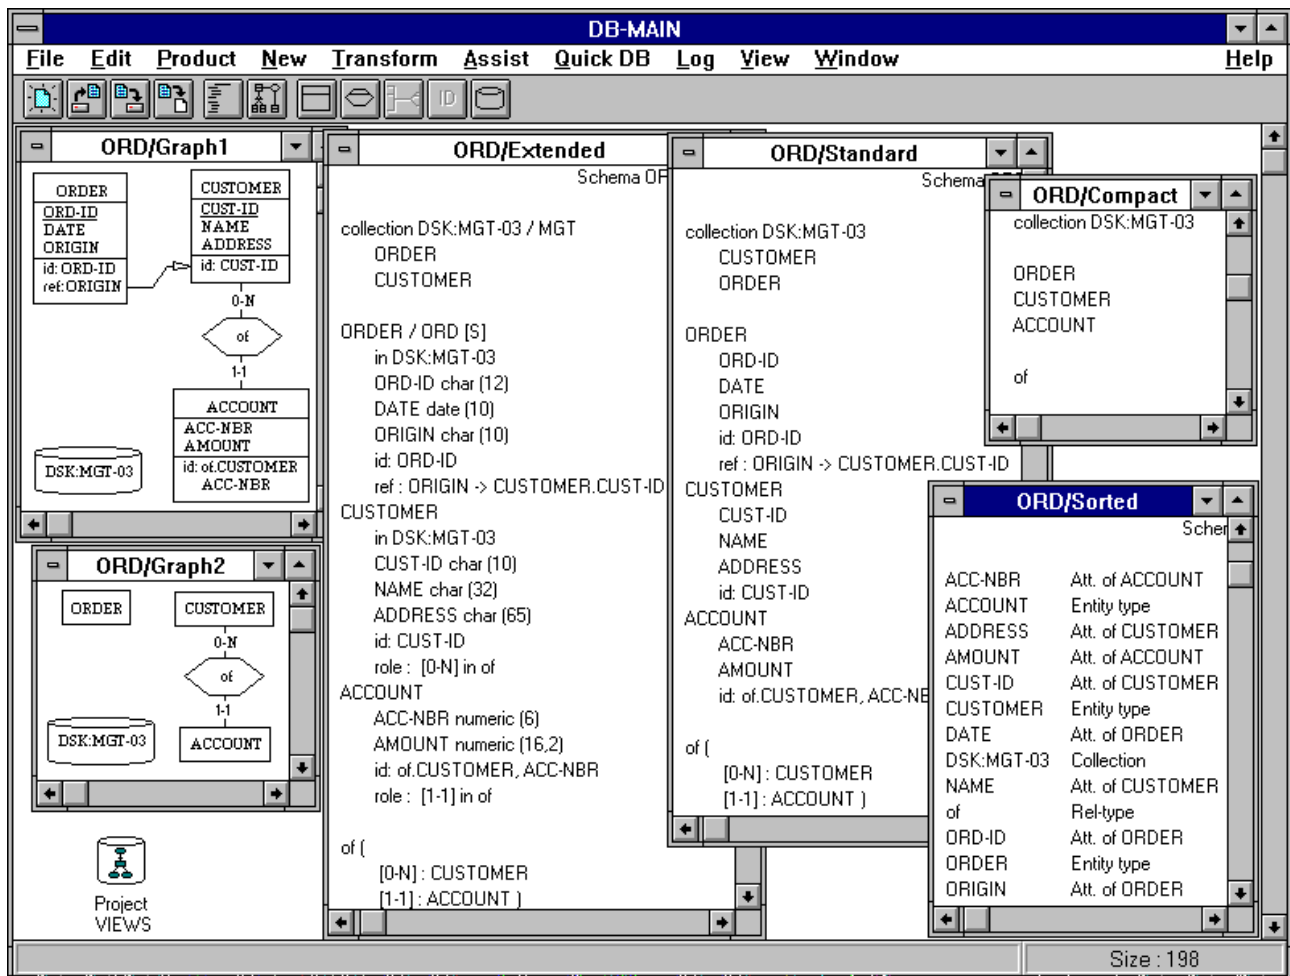 DB-MAIN
File Edit Product New Transform Assist Quick DB Log View Window Help
ID
ORD/Graph1
ORDER
ORD-ID
DATE
ORIGIN
id: ORD-ID
ref:ORIGIN
CUSTOMER
CUST-ID
NAME
ADDRESS
id: CUST-ID
0-N
of
1-1
ACCOUNT
ACC-NBR
AMOUNT
id: of.CUSTOMER
ACC-NBR
DSK:MGT-03
ORD/Graph2
ORDER
CUSTOMER
0-N
of
1-1
DSK:MGT-03
ACCOUNT
Project
VIEWS
ORD/Extended
Schema
collection DSK:MGT-03 / MGT
ORDER
CUSTOMER
ORDER / ORD [S]
in DSK:MGT-03
ORD-ID char (12)
DATE date (10)
ORIGIN char (10)
id: ORD-ID
ref : ORIGIN -> CUSTOMER.CUST-ID
CUSTOMER
in DSK:MGT-03
CUST-ID char (10)
NAME char (32)
ADDRESS char (65)
id: CUST-ID
role : [0-N] in of
ACCOUNT
ACC-NBR numeric (6)
AMOUNT numeric (16,2)
id: of.CUSTOMER, ACC-NBR
role : [1-1] in of
of (
[0-N] : CUSTOMER
[1-1] : ACCOUNT )
ORD/Standard
Schema
collection DSK:MGT-03
CUSTOMER
ORDER
ORDER
ORD-ID
DATE
ORIGIN
id: ORD-ID
ref : ORIGIN -> CUSTOMER.CUST-ID
CUSTOMER
CUST-ID
NAME
ADDRESS
id: CUST-ID
ACCOUNT
ACC-NBR
AMOUNT
id: of.CUSTOMER, ACC-NB
of (
[0-N] : CUSTOMER
[1-1] : ACCOUNT )
ORD/Compact
collection DSK:MGT-03
ORDER
CUSTOMER
ACCOUNT
of
ORD/Sorted
Scher
ACC-NBR Att. of ACCOUNT
ACCOUNT Entity type
ADDRESS Att. of CUSTOMER
AMOUNT Att. of ACCOUNT
CUST-ID Att. of CUSTOMER
CUSTOMER Entity type
DATE Att. of ORDER
DSK:MGT-03 Collection
NAME Att. of CUSTOMER
of Rel-type
ORD-ID Att. of ORDER
ORDER Entity type
ORIGIN Att. of ORDER
Size : 198